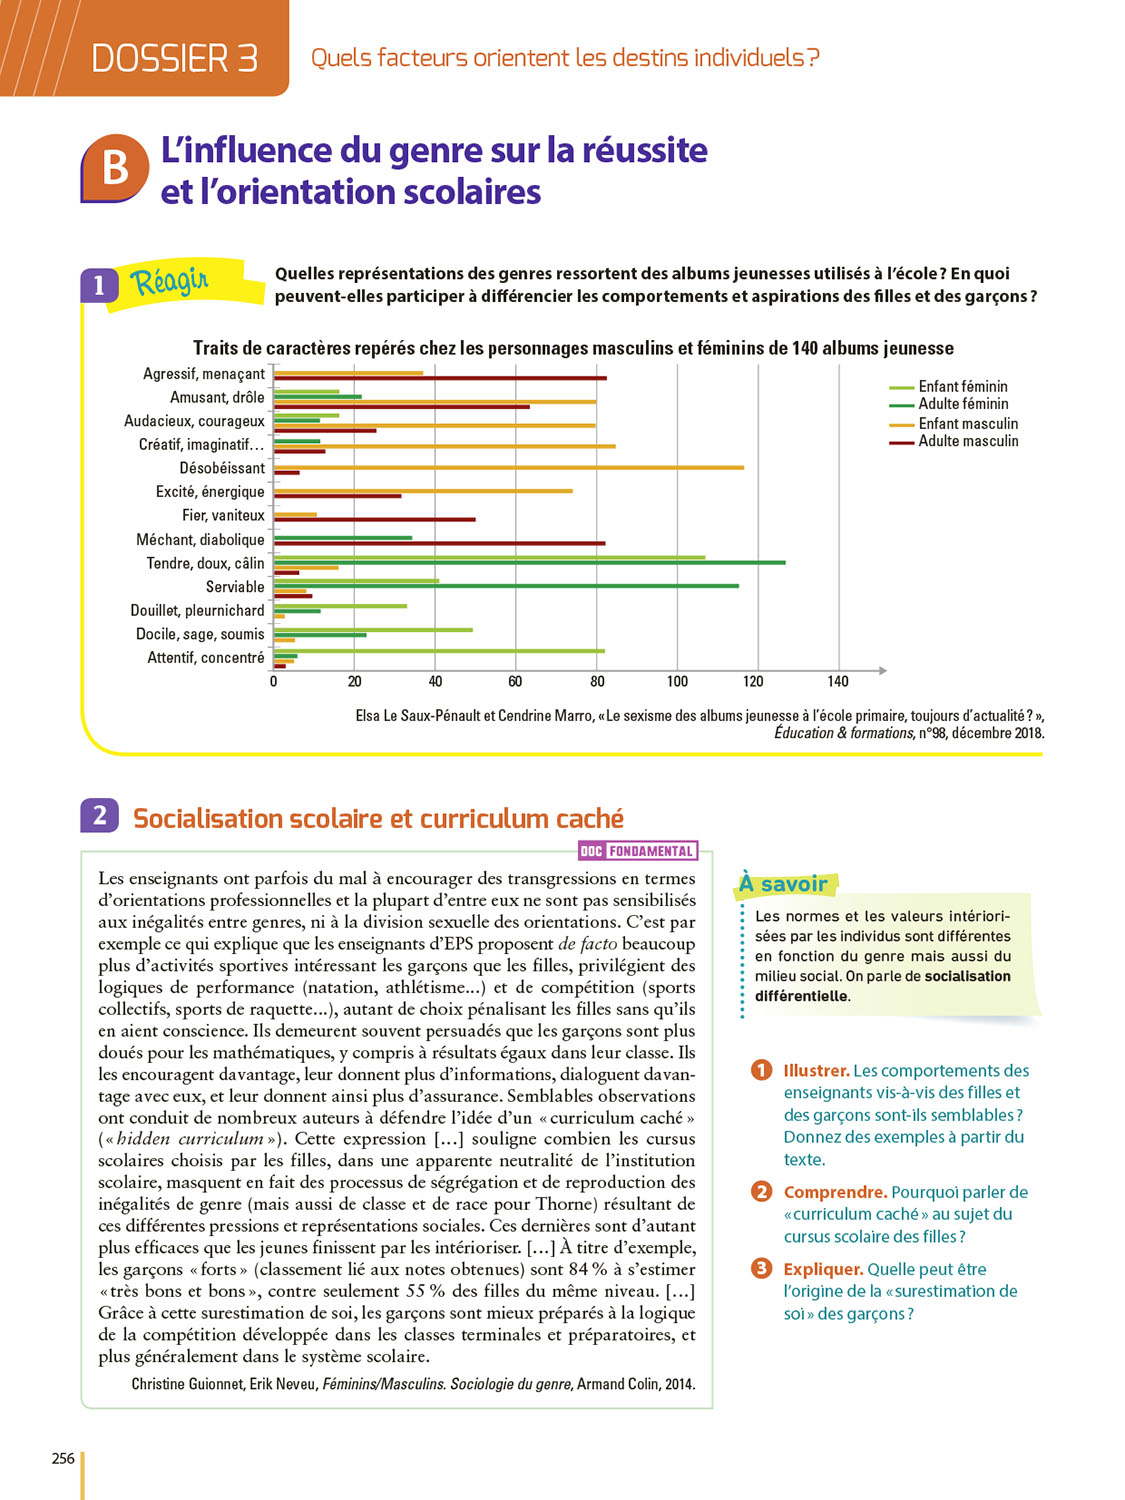 DOSSIER 3
Quels facteurs orientent les destins individuels ?
B
L’influence du genre sur la réussite
et l’orientation scolaires
1 Réagir
Quelles représentations des genres ressortent des albums jeunesses utilisés à l’école ? En quoi
peuvent-elles participer à différencier les comportements et aspirations des filles et des garçons ?
Traits de caractères repérés chez les personnages masculins et féminins de 140 albums jeunesse
Agressif, menaçant
Amusant, drôle
Audacieux, courageux
Créatif, imaginatif…
Désobéissant
Excité, énergique
Fier, vaniteux
Méchant, diabolique
Tendre, doux, câlin
Serviable
Douillet, pleurnichard
Docile, sage, soumis
Attentif, concentré
0 20 40 60 80 100 120 140
Enfant féminin
Adulte féminin
Enfant masculin
Adulte masculin
Elsa Le Saux-Pénault et Cendrine Marro, « Le sexisme des albums jeunesse à l’école primaire, toujours d’actualité ? »,
Éducation & formations, n°98, décembre 2018.
2 Socialisation scolaire et curriculum caché
DOC FONDAMENTAL
Les enseignants ont parfois du mal à encourager des transgressions en termes
d’orientations professionnelles et la plupart d’entre eux ne sont pas sensibilisés
aux inégalités entre genres, ni à la division sexuelle des orientations. C’est par
exemple ce qui explique que les enseignants d’EPS proposent de facto beaucoup
plus d’activités sportives intéressant les garçons que les filles, privilégient des
logiques de performance (natation, athlétisme...) et de compétition (sports
collectifs, sports de raquette...), autant de choix pénalisant les filles sans qu’ils
en aient conscience. Ils demeurent souvent persuadés que les garçons sont plus
doués pour les mathématiques, y compris à résultats égaux dans leur classe. Ils
les encouragent davantage, leur donnent plus d’informations, dialoguent davan-
tage avec eux, et leur donnent ainsi plus d’assurance. Semblables observations
ont conduit de nombreux auteurs à défendre l’idée d’un « curriculum caché »
(« hidden curriculum »). Cette expression [...] souligne combien les cursus
scolaires choisis par les filles, dans une apparente neutralité de l’institution
scolaire, masquent en fait des processus de ségrégation et de reproduction des
inégalités de genre (mais aussi de classe et de race pour Thorne) résultant de
ces différentes pressions et représentations sociales. Ces dernières sont d’autant
plus efficaces que les jeunes finissent par les intérioriser. [...] À titre d’exemple,
les garçons « forts » (classement lié aux notes obtenues) sont 84 % à s’estimer
« très bons et bons », contre seulement 55 % des filles du même niveau. [...]
Grâce à cette surestimation de soi, les garçons sont mieux préparés à la logique
de la compétition développée dans les classes terminales et préparatoires, et
plus généralement dans le système scolaire.
Christine Guionnet, Erik Neveu, Féminins/Masculins. Sociologie du genre, Armand Colin, 2014.
À savoir
Les normes et les valeurs intériori-
sées par les individus sont différentes
en fonction du genre mais aussi du
milieu social. On parle de socialisation
différentielle.
1 Illustrer. Les comportements des
enseignants vis-à-vis des filles et
des garçons sont-ils semblables ?
Donnez des exemples à partir du
texte.
2 Comprendre. Pourquoi parler de
« curriculum caché » au sujet du
cursus scolaire des filles ?
3 Expliquer. Quelle peut être
l’origine de la « surestimation de
soi » des garçons ?
256